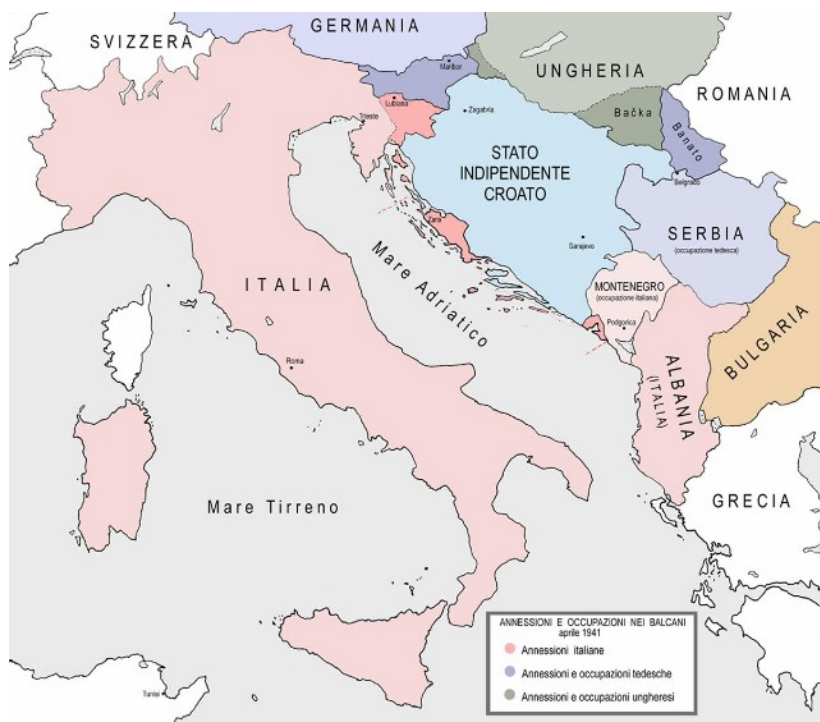 SVIZZERA
GERMANIA
UNGHERIA
ROMANIA
Maribor
Lubiana
Trieste
Zagabria
Bačka
Banato
STATO
INDIPENDENTE
CROATO
Belgrado
Zara
Sarajevo
SERBIA
(occupazione tedesca)
MONTENEGRO
(occupazione italiana)
Podgorica
ITALIA
Mare Adriatico
Roma
ALBANIA
(ITALIA)
BULGARIA
GRECIA
Mare Tirreno
Tunisi
ANNESSIONI E OCCUPAZIONI NEI BALCANI
aprile 1941
Annessioni italiane
Annessioni e occupazioni tedesche
Annessioni e occupazioni ungheresi